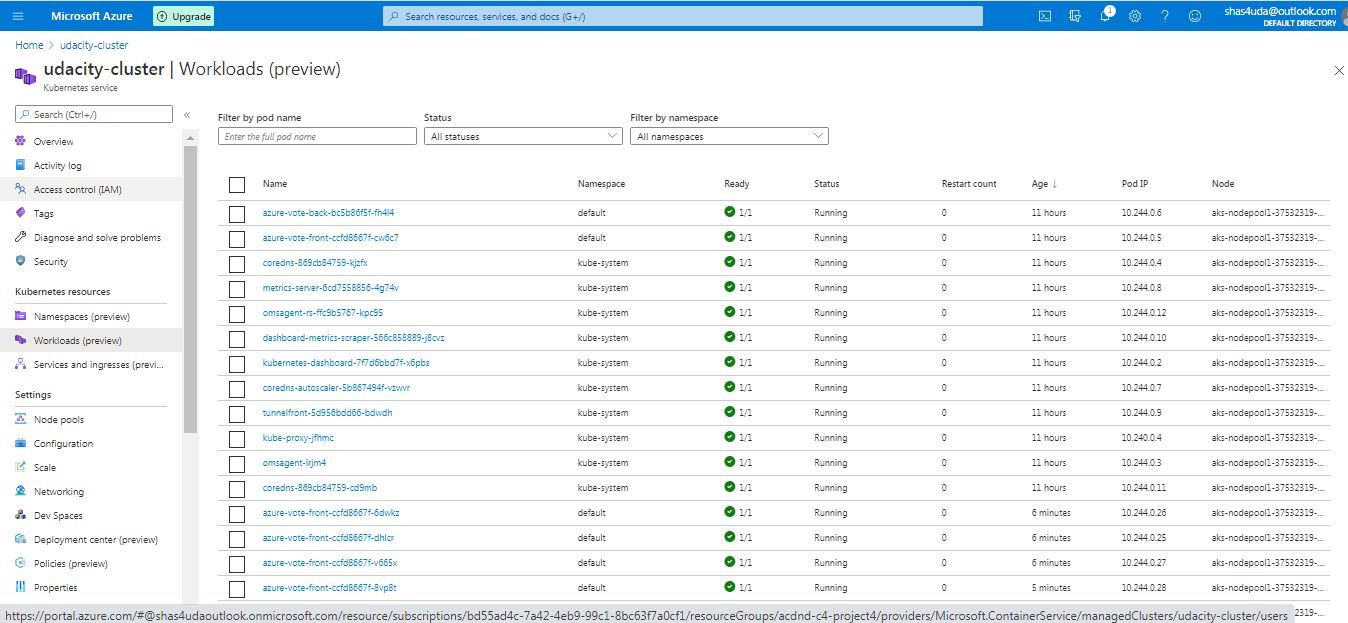 Microsoft Azure
Upgrade
Search resources, services, and docs (G+/)
1
shas4uda@outlook.com
DEFAULT DIRECTORY
Home > udacity-cluster
udacity-cluster | Workloads (preview)
Kubernetes service
Search (Ctrl+/)
«
Overview
Activity log
Access control (IAM)
Tags
Diagnose and solve problems
Security
Kubernetes resources
Namespaces (preview)
Workloads (preview)
Services and ingresses (previ...
Settings
Node pools
Configuration
Scale
Networking
Dev Spaces
Deployment center (preview)
Policies (preview)
Properties
Filter by pod name Status Filter by namespace
Enter the full pod name All statuses All namespaces
Name Namespace Ready Status Restart count Age ↓ Pod IP Node
azure-vote-back-bc5b86f5f-fh4l4 default 1/1 Running 0 11 hours 10.244.0.6 aks-nodepool1-37532319-...
azure-vote-front-ccfd8667f-cw6c7 default 1/1 Running 0 11 hours 10.244.0.5 aks-nodepool1-37532319-...
coredns-869cb84759-kjzfx kube-system 1/1 Running 0 11 hours 10.244.0.4 aks-nodepool1-37532319-...
metrics-server-6cd7558856-4g74v kube-system 1/1 Running 0 11 hours 10.244.0.8 aks-nodepool1-37532319-...
omsagent-rs-ffc9b5767-kpc95 kube-system 1/1 Running 0 11 hours 10.244.0.12 aks-nodepool1-37532319-...
dashboard-metrics-scraper-566c858889-j8cvz kube-system 1/1 Running 0 11 hours 10.244.0.10 aks-nodepool1-37532319-...
kubernetes-dashboard-7f7d6bbd7f-x6pbs kube-system 1/1 Running 0 11 hours 10.244.0.2 aks-nodepool1-37532319-...
coredns-autoscaler-5b867494f-vzwvr kube-system 1/1 Running 0 11 hours 10.244.0.7 aks-nodepool1-37532319-...
tunnelfront-5d956bdd66-bdwdh kube-system 1/1 Running 0 11 hours 10.244.0.9 aks-nodepool1-37532319-...
kube-proxy-jfhmc kube-system 1/1 Running 0 11 hours 10.240.0.4 aks-nodepool1-37532319-...
omsagent-lrjm4 kube-system 1/1 Running 0 11 hours 10.244.0.3 aks-nodepool1-37532319-...
coredns-869cb84759-cd9mb kube-system 1/1 Running 0 11 hours 10.244.0.11 aks-nodepool1-37532319-...
azure-vote-front-ccfd8667f-6dwkz default 1/1 Running 0 6 minutes 10.244.0.26 aks-nodepool1-37532319-...
azure-vote-front-ccfd8667f-dhlcr default 1/1 Running 0 6 minutes 10.244.0.25 aks-nodepool1-37532319-...
azure-vote-front-ccfd8667f-v665x default 1/1 Running 0 6 minutes 10.244.0.27 aks-nodepool1-37532319-...
azure-vote-front-ccfd8667f-8vp8t default 1/1 Running 0 5 minutes 10.244.0.28 aks-nodepool1-37532319-...
https://portal.azure.com/#@shas4udaoutlook.onmicrosoft.com/resource/subscriptions/bd55ad4c-7a42-4eb9-99c1-8bc63f7a0cf1/resourceGroups/acdnd-c4-project4/providers/Microsoft.ContainerService/managedClusters/udacity-cluster/users